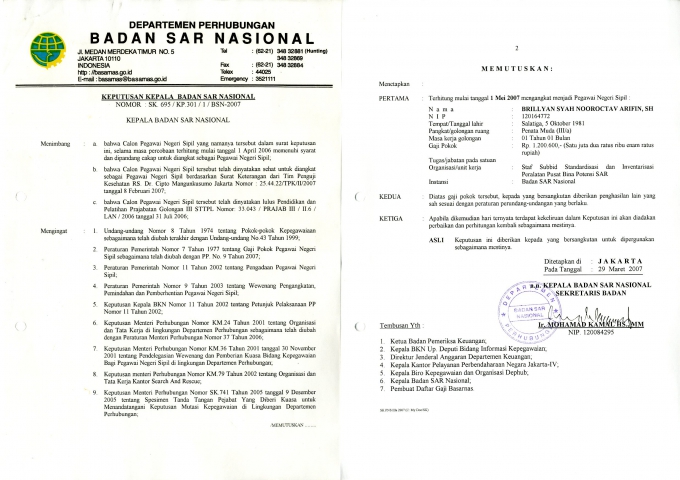 DEPARTEMEN PERHUBUNGAN
BADAN SAR NASIONAL
JL. MEDAN MERDEKA TIMUR NO. 5
JAKARTA 10110
INDONESIA
http : //basarnas.go.id
E-mail : basarnas@basarnas.go.id
Tel : (62-21) 348 32881 (Hunting)
348 32869
Fax : (62-21) 348 32884
Telex : 44025
Emergency : 3521111
KEPUTUSAN KEPALA BADAN SAR NASIONAL
NOMOR : SK. 695 / KP 301 / 1 / BSN-2007
KEPALA BADAN SAR NASIONAL
Menimbang : a. bahwa Calon Pegawai Negeri Sipil yang namanya tersebut dalam surat keputusan
ini, selama masa percobaan terhitung mulai tanggal 1 April 2006 memenuhi syarat
dan dipandang cakap untuk diangkat sebagai Pegawai Negeri Sipil;
b. bahwa Calon Pegawai Negeri Sipil tersebut telah dinyatakan sehat untuk diangkat
sebagai Pegawai Negeri Sipil berdasarkan Surat Keterangan dari Tim Penguji
Kesehatan RS. Dr. Cipto Mangunkusumo Jakarta Nomor : 25.44.22/TPK/II/2007
tanggal 8 Februari 2007;
c. bahwa Calon Pegawai Negeri Sipil tersebut telah dinyatakan lulus Pendidikan dan
Pelatihan Prajabatan Golongan III STTPL Nomor: 33.043 / PRAJAB III / II.6 /
LAN / 2006 tanggal 31 Juli 2006;
Mengingat : 1. Undang-undang Nomor 8 Tahun 1974 tentang Pokok-pokok Kepegawaian
sebagaimana telah diubah terakhir dengan Undang-undang No.43 Tahun 1999;
2. Peraturan Pemerintah Nomor 7 Tahun 1977 tentang Gaji Pokok Pegawai Negeri
Sipil sebagaimana telah diubah dengan PP. No. 9 Tahun 2007;
3. Peraturan Pemerintah Nomor 11 Tahun 2002 tentang Pengadaan Pegawai Negeri
Sipil;
4. Peraturan Pemerintah Nomor 9 Tahun 2003 tentang Wewenang Pengangkatan,
Pemindahan dan Pemberhentian Pegawai Negeri Sipil;
5. Keputusan Kepala BKN Nomor 11 Tahun 2002 tentang Petunjuk Pelaksanaan PP
Nomor 11 Tahun 2002;
6. Keputusan Menteri Perhubungan Nomor KM.24 Tahun 2001 tentang Organisasi
dan Tata Kerja di Lingkungan Departemen Perhubungan sebagaimana telah diubah
dengan Peraturan Menteri Perhubungan Nomor 37 Tahun 2006;
7. Keputusan Menteri Perhubungan Nomor KM.36 Tahun 2001 tanggal 30 November
2001 tentang Pendelegasian Wewenang dan Pemberian Kuasa Bidang Kepegawaian
Bagi Pegawai Negeri Sipil di lingkungan Departemen Perhubungan;
8. Keputusan menteri Perhubungan Nomor KM.79 Tahun 2002 tentang Organisasi dan
Tata Kerja Kantor Search And Rescue;
9. Keputusan Menteri Perhubungan Nomor SK.741 Tahun 2005 tanggal 9 Desember
2005 tentang Spesimen Tanda Tangan Pejabat Yang Diberi Kuasa untuk
Menandatangani Keputusan Mutasi Kepegawaian di Lingkungan Departemen
Perhubungan;
/MEMUTUSKAN ..........
2
M E M U T U S K A N :
Menetapkan :
PERTAMA : Terhitung mulai tanggal 1 Mei 2007 mengangkat menjadi Pegawai Negeri Sipil :
N a m a : BRILLYAN SYAH NOOROCTAV ARIFIN, SH
N I P : 120164772
Tempat/Tanggal lahir : Salatiga, 5 Oktober 1981
Pangkat/golongan ruang : Penata Muda (III/a)
Masa kerja golongan : 01 Tahun 01 Bulan
Gaji Pokok : Rp. 1.200.600,- (Satu juta dua ratus ribu enam ratus
rupiah)
Tugas/jabatan pada satuan
Organisasi/unit kerja : Staf Subbid Standardisasi dan Inventarisasi
Peralatan Pusat Bina Potensi SAR
Instansi : Badan SAR Nasional
KEDUA : Diatas gaji pokok tersebut, kepada yang bersangkutan diberikan penghasilan lain yang
sah sesuai dengan peraturan perundang-undangan yang berlaku.
KETIGA : Apabila dikemudian hari ternyata terdapat kekeliruan dalam Keputusan ini akan diadakan
perbaikan dan perhitungan kembali sebagaimana mestinya.
ASLI Keputusan ini diberikan kepada yang bersangkutan untuk dipergunakan
sebagaimana mestinya.
Ditetapkan di : J A K A R T A
Pada Tanggal : 29 Maret 2007
a.n. KEPALA BADAN SAR NASIONAL
SEKRETARIS BADAN
DEPARTEMEN
BADAN SAR
NASIONAL
PERHUBUNGAN
Ir. MOHAMAD KAMAL, BS., MM
NIP. 120084295
Tembusan Yth :
1. Ketua Badan Pemeriksa Keuangan;
2. Kepala BKN Up. Deputi Bidang Informasi Kepegawaian;
3. Direktur Jenderal Anggaran Departemen Keuangan;
4. Kepala Kantor Pelayanan Perbendaharaan Negara Jakarta-IV;
5. Kepala Biro Kepegawaian dan Organisasi Dephub;
6. Kepala Badan SAR Nasional;
7. Pembuat Daftar Gaji Basarnas